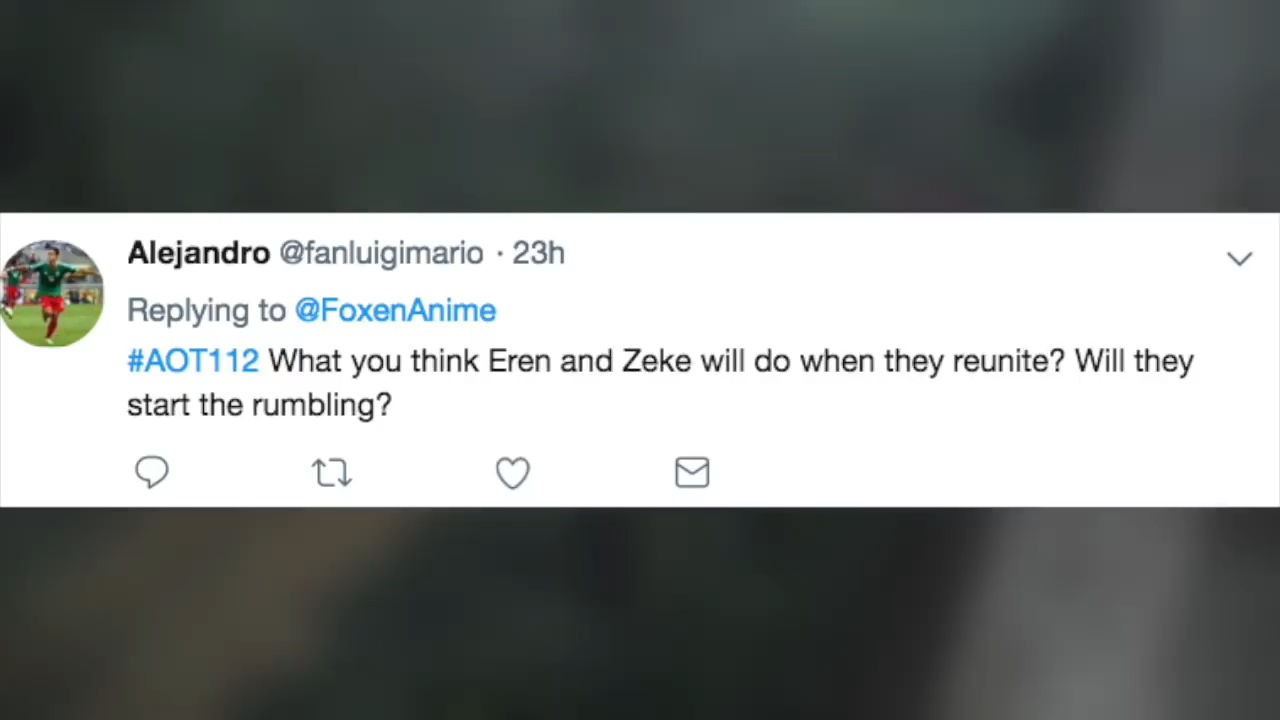 Alejandro @fanluigimario · 23h
Replying to @FoxenAnime
#AOT112 What you think Eren and Zeke will do when they reunite? Will they
start the rumbling?